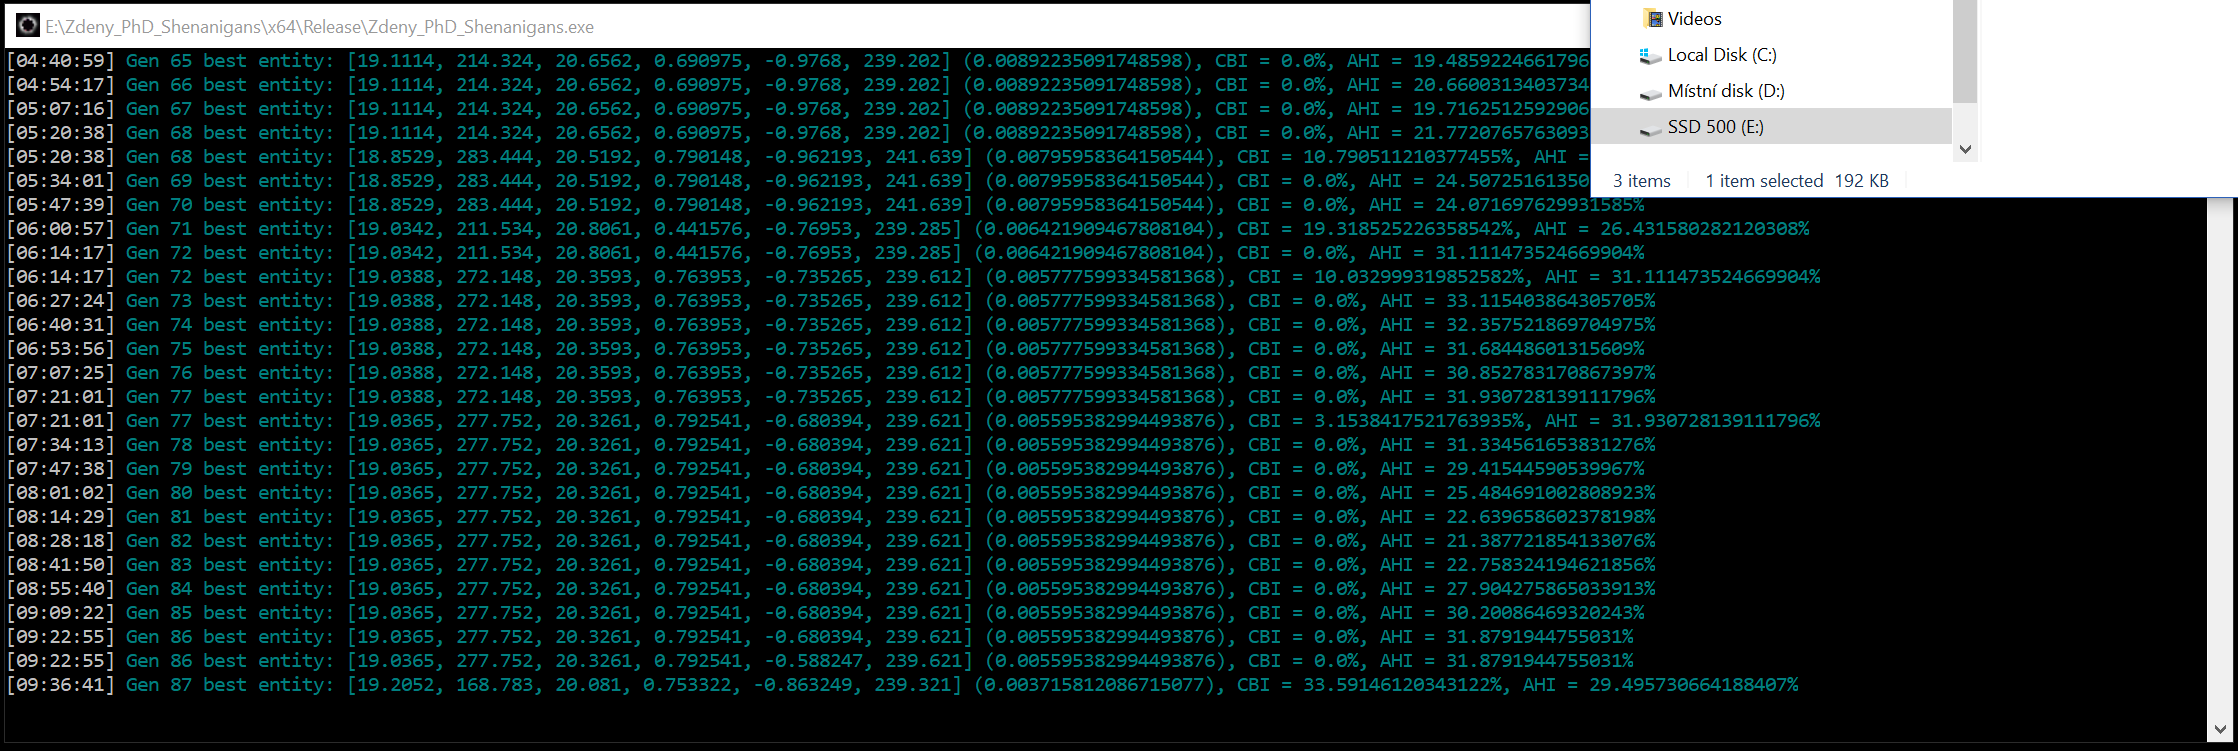 E:\Zdeny_PhD_Shenanigans\x64\Release\Zdeny_PhD_Shenanigans.exe
[04:40:59] Gen 65 best entity: [19.1114, 214.324, 20.6562, 0.690975, -0.9768, 239.202] (0.00892235091748598), CBI = 0.0%, AHI = 19.4859224661796
[04:54:17] Gen 66 best entity: [19.1114, 214.324, 20.6562, 0.690975, -0.9768, 239.202] (0.00892235091748598), CBI = 0.0%, AHI = 20.6600313403734
[05:07:16] Gen 67 best entity: [19.1114, 214.324, 20.6562, 0.690975, -0.9768, 239.202] (0.00892235091748598), CBI = 0.0%, AHI = 19.7162512592906
[05:20:38] Gen 68 best entity: [19.1114, 214.324, 20.6562, 0.690975, -0.9768, 239.202] (0.00892235091748598), CBI = 0.0%, AHI = 21.7720765763093
[05:20:38] Gen 68 best entity: [18.8529, 283.444, 20.5192, 0.790148, -0.962193, 241.639] (0.00795958364150544), CBI = 10.790511210377455%, AHI =
[05:34:01] Gen 69 best entity: [18.8529, 283.444, 20.5192, 0.790148, -0.962193, 241.639] (0.00795958364150544), CBI = 0.0%, AHI = 24.50725161350
[05:47:39] Gen 70 best entity: [18.8529, 283.444, 20.5192, 0.790148, -0.962193, 241.639] (0.00795958364150544), CBI = 0.0%, AHI = 24.071697629931585%
[06:00:57] Gen 71 best entity: [19.0342, 211.534, 20.8061, 0.441576, -0.76953, 239.285] (0.006421909467808104), CBI = 19.318525226358542%, AHI = 26.431580282120308%
[06:14:17] Gen 72 best entity: [19.0342, 211.534, 20.8061, 0.441576, -0.76953, 239.285] (0.006421909467808104), CBI = 0.0%, AHI = 31.111473524669904%
[06:14:17] Gen 72 best entity: [19.0388, 272.148, 20.3593, 0.763953, -0.735265, 239.612] (0.005777599334581368), CBI = 10.032999319852582%, AHI = 31.111473524669904%
[06:27:24] Gen 73 best entity: [19.0388, 272.148, 20.3593, 0.763953, -0.735265, 239.612] (0.005777599334581368), CBI = 0.0%, AHI = 33.115403864305705%
[06:40:31] Gen 74 best entity: [19.0388, 272.148, 20.3593, 0.763953, -0.735265, 239.612] (0.005777599334581368), CBI = 0.0%, AHI = 32.357521869704975%
[06:53:56] Gen 75 best entity: [19.0388, 272.148, 20.3593, 0.763953, -0.735265, 239.612] (0.005777599334581368), CBI = 0.0%, AHI = 31.68448601315609%
[07:07:25] Gen 76 best entity: [19.0388, 272.148, 20.3593, 0.763953, -0.735265, 239.612] (0.005777599334581368), CBI = 0.0%, AHI = 30.852783170867397%
[07:21:01] Gen 77 best entity: [19.0388, 272.148, 20.3593, 0.763953, -0.735265, 239.612] (0.005777599334581368), CBI = 0.0%, AHI = 31.930728139111796%
[07:21:01] Gen 77 best entity: [19.0365, 277.752, 20.3261, 0.792541, -0.680394, 239.621] (0.005595382994493876), CBI = 3.1538417521763935%, AHI = 31.930728139111796%
[07:34:13] Gen 78 best entity: [19.0365, 277.752, 20.3261, 0.792541, -0.680394, 239.621] (0.005595382994493876), CBI = 0.0%, AHI = 31.334561653831276%
[07:47:38] Gen 79 best entity: [19.0365, 277.752, 20.3261, 0.792541, -0.680394, 239.621] (0.005595382994493876), CBI = 0.0%, AHI = 29.41544590539967%
[08:01:02] Gen 80 best entity: [19.0365, 277.752, 20.3261, 0.792541, -0.680394, 239.621] (0.005595382994493876), CBI = 0.0%, AHI = 25.484691002808923%
[08:14:29] Gen 81 best entity: [19.0365, 277.752, 20.3261, 0.792541, -0.680394, 239.621] (0.005595382994493876), CBI = 0.0%, AHI = 22.639658602378198%
[08:28:18] Gen 82 best entity: [19.0365, 277.752, 20.3261, 0.792541, -0.680394, 239.621] (0.005595382994493876), CBI = 0.0%, AHI = 21.387721854133076%
[08:41:50] Gen 83 best entity: [19.0365, 277.752, 20.3261, 0.792541, -0.680394, 239.621] (0.005595382994493876), CBI = 0.0%, AHI = 22.758324194621856%
[08:55:40] Gen 84 best entity: [19.0365, 277.752, 20.3261, 0.792541, -0.680394, 239.621] (0.005595382994493876), CBI = 0.0%, AHI = 27.904275865033913%
[09:09:22] Gen 85 best entity: [19.0365, 277.752, 20.3261, 0.792541, -0.680394, 239.621] (0.005595382994493876), CBI = 0.0%, AHI = 30.20086469320243%
[09:22:55] Gen 86 best entity: [19.0365, 277.752, 20.3261, 0.792541, -0.680394, 239.621] (0.005595382994493876), CBI = 0.0%, AHI = 31.8791944755031%
[09:22:55] Gen 86 best entity: [19.0365, 277.752, 20.3261, 0.792541, -0.588247, 239.621] (0.005595382994493876), CBI = 0.0%, AHI = 31.8791944755031%
[09:36:41] Gen 87 best entity: [19.2052, 168.783, 20.081, 0.753322, -0.863249, 239.321] (0.0037158120867150​77), CBI = 33.59146120343122%, AHI = 29.495730664188407%
Videos
Local Disk (C:)
Místní disk (D:)
SSD 500 (E:)
3 items 1 item selected 192 KB